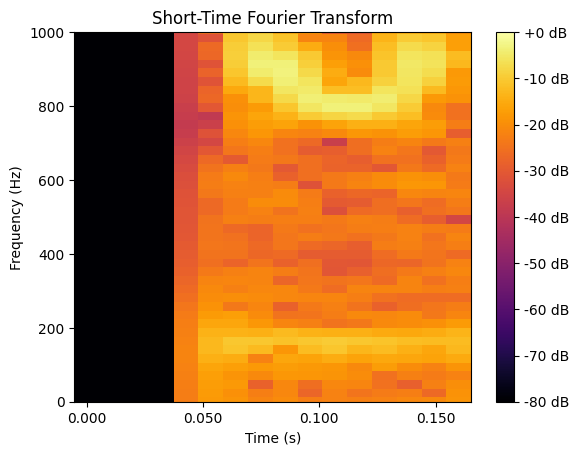 Short-Time Fourier Transform
1000
800
600
400
200
0
Frequency (Hz)
0.000
0.050
0.100
0.150
Time (s)
+0 dB
-10 dB
-20 dB
-30 dB
-40 dB
-50 dB
-60 dB
-70 dB
-80 dB